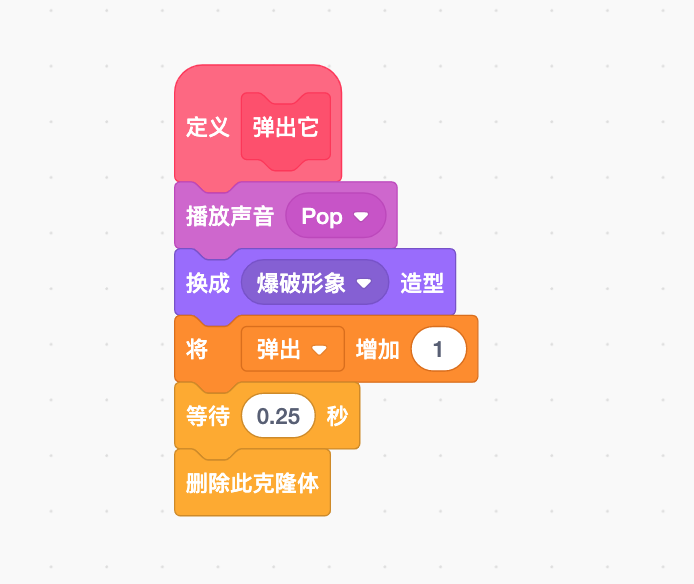 定义 弹出它
播放声音 Pop
换成 爆破形象 造型
将 弹出 增加 1
等待 0.25 秒
删除此克隆体